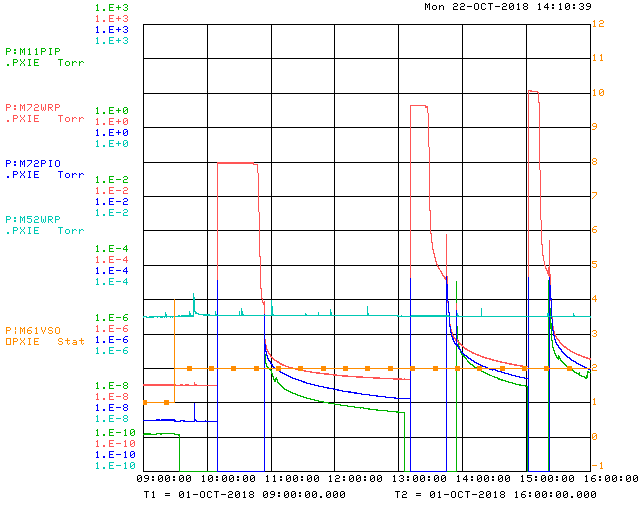 Mon 22-OCT-2018 14:10:39
1.E+3
1.E+3
1.E+3
1.E+3
P:M11PIP
.PXIE Torr
P:M72WRP
.PXIE Torr
P:M72PIO
.PXIE Torr
P:M52WRP
.PXIE Torr
P:M61VSO
PXIE Stat
1.E+0
1.E+0
1.E+0
1.E+0
1.E-2
1.E-2
1.E-2
1.E-2
1.E-4
1.E-4
1.E-4
1.E-4
1.E-6
1.E-6
1.E-6
1.E-6
1.E-8
1.E-8
1.E-8
1.E-8
1.E-10
1.E-10
1.E-10
1.E-10
12
11
10
9
8
7
6
5
4
3
2
1
0
-1
09:00:00 10:00:00 11:00:00 12:00:00 13:00:00 14:00:00 15:00:00 16:00:00
T1 = 01-OCT-2018 09:00:00.000 T2 = 01-OCT-2018 16:00:00.000